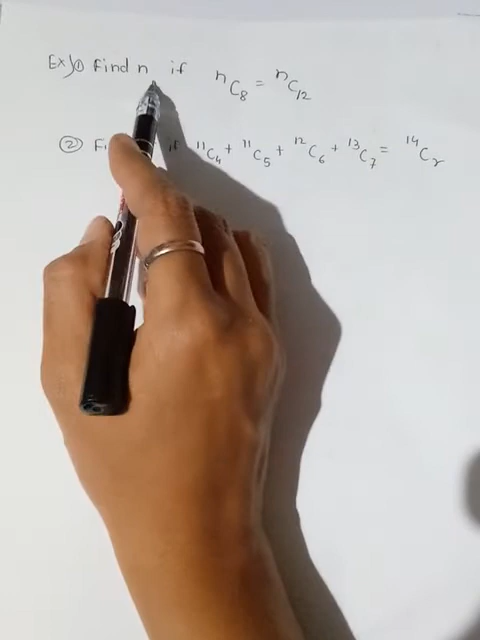 Ex) ① find n if ⁿC₈ = ⁿC₁₂
② if ¹¹C₄ + ¹¹C₅ + ¹²C₆ + ¹³C₇ = ¹⁴Cᵣ